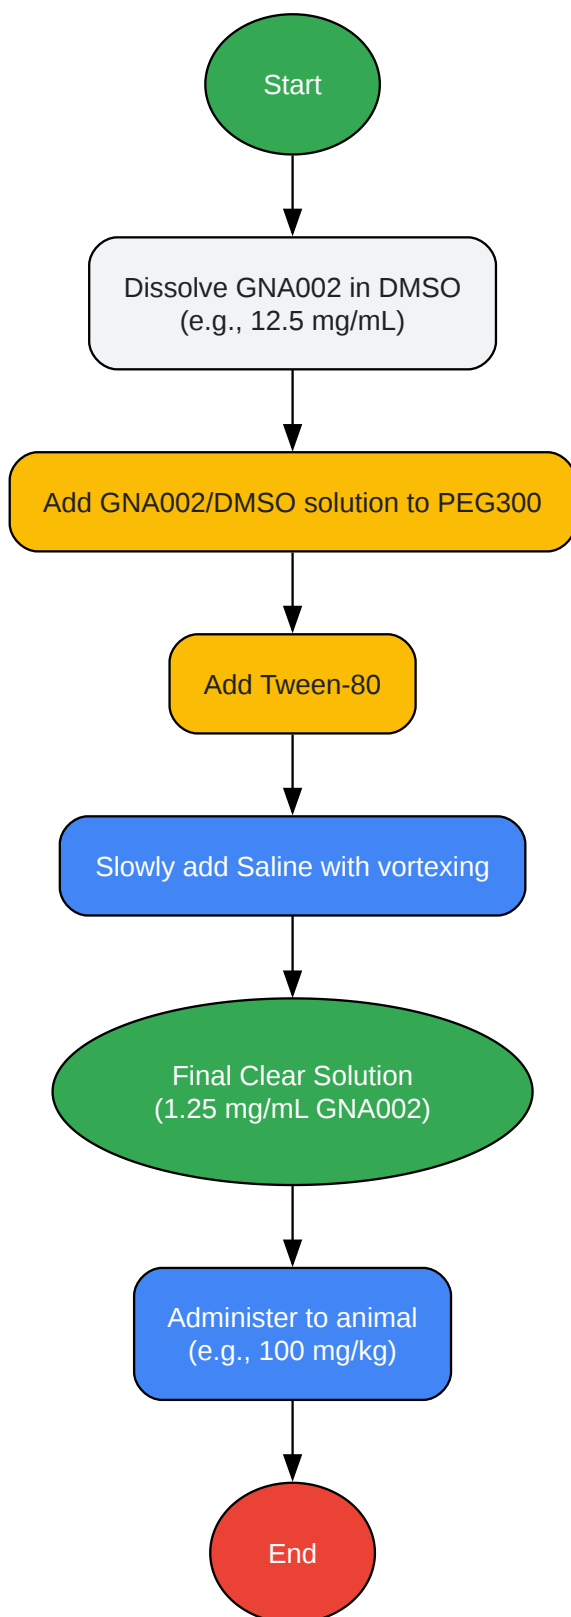 Start
Dissolve GNA002 in DMSO
(e.g., 12.5 mg/mL)
Add GNA002/DMSO solution to PEG300
Add Tween-80
Slowly add Saline with vortexing
Final Clear Solution
(1.25 mg/mL GNA002)
Administer to animal
(e.g., 100 mg/kg)
End